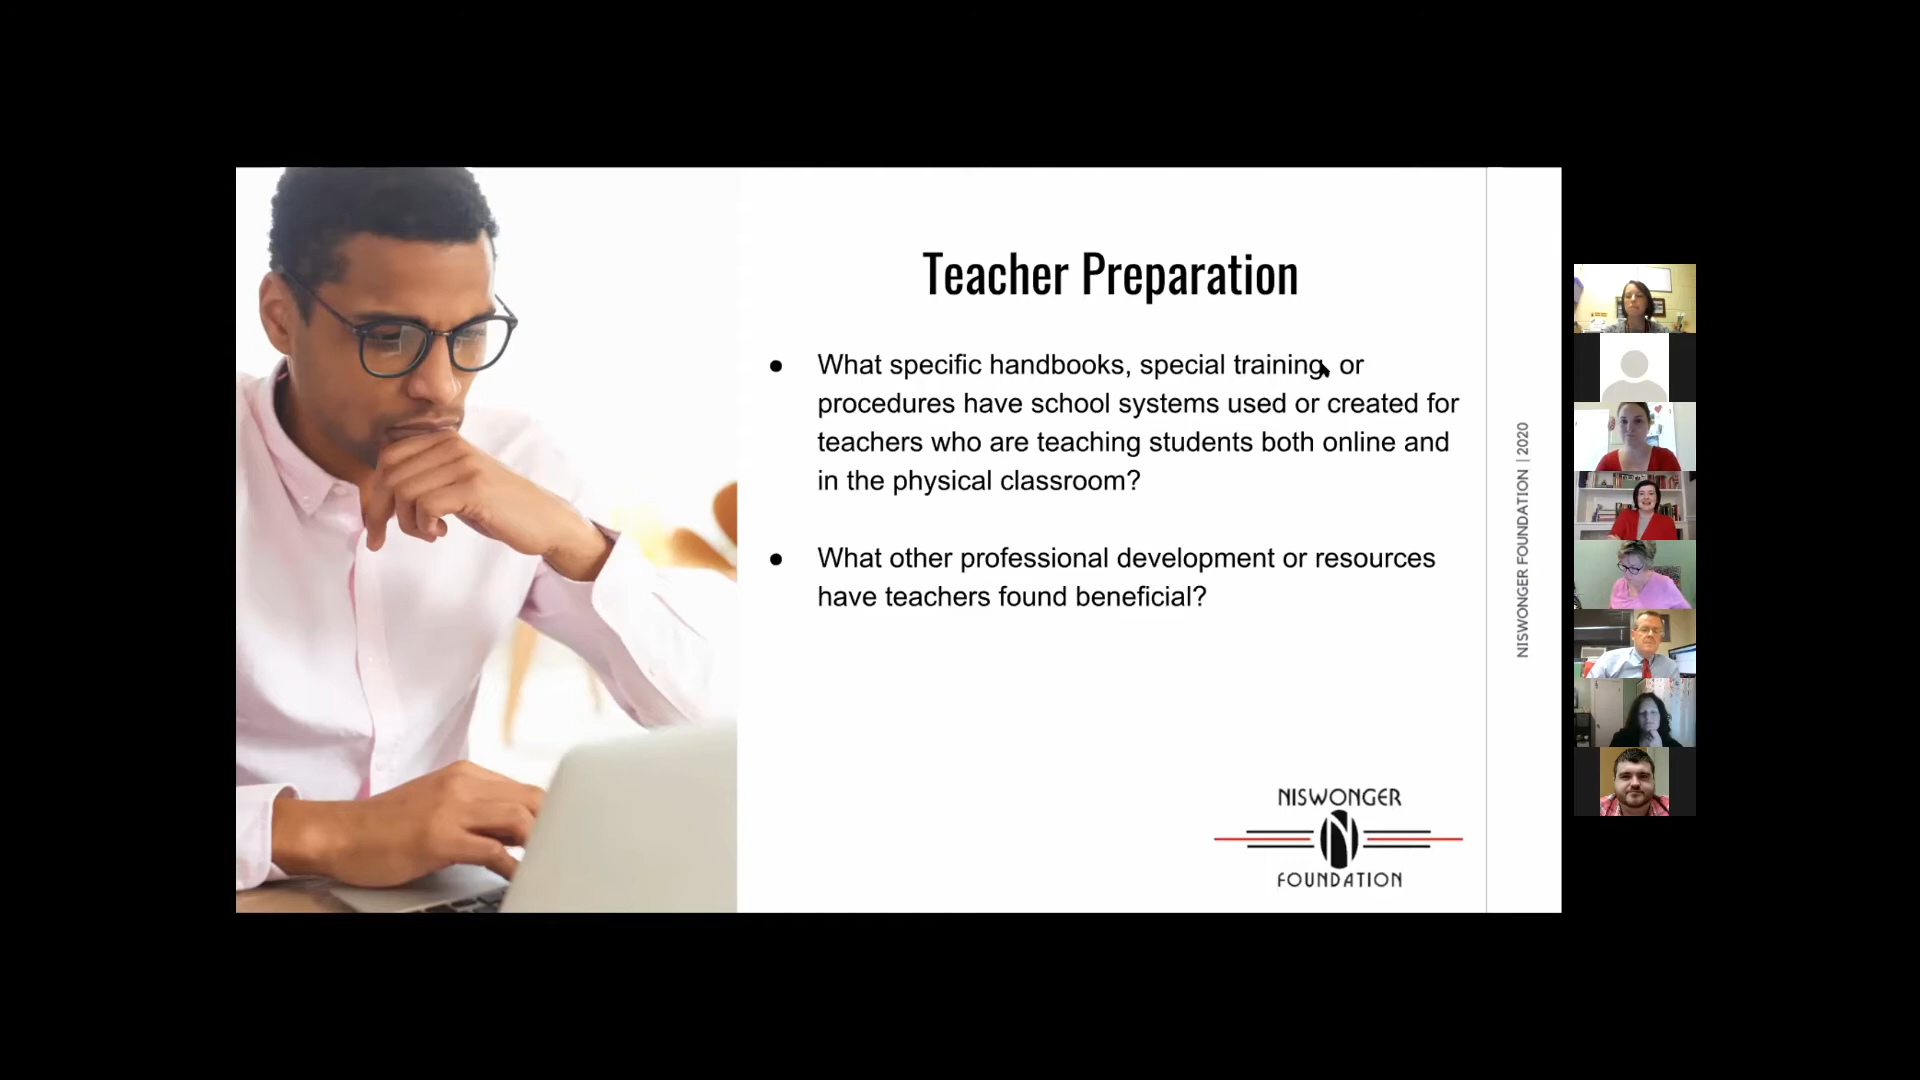 Teacher Preparation
● What specific handbooks, special training, or
procedures have school systems used or created for
teachers who are teaching students both online and
in the physical classroom?
● What other professional development or resources
have teachers found beneficial?
NISWONGER FOUNDATION | 2020
NISWONGER
N
FOUNDATION